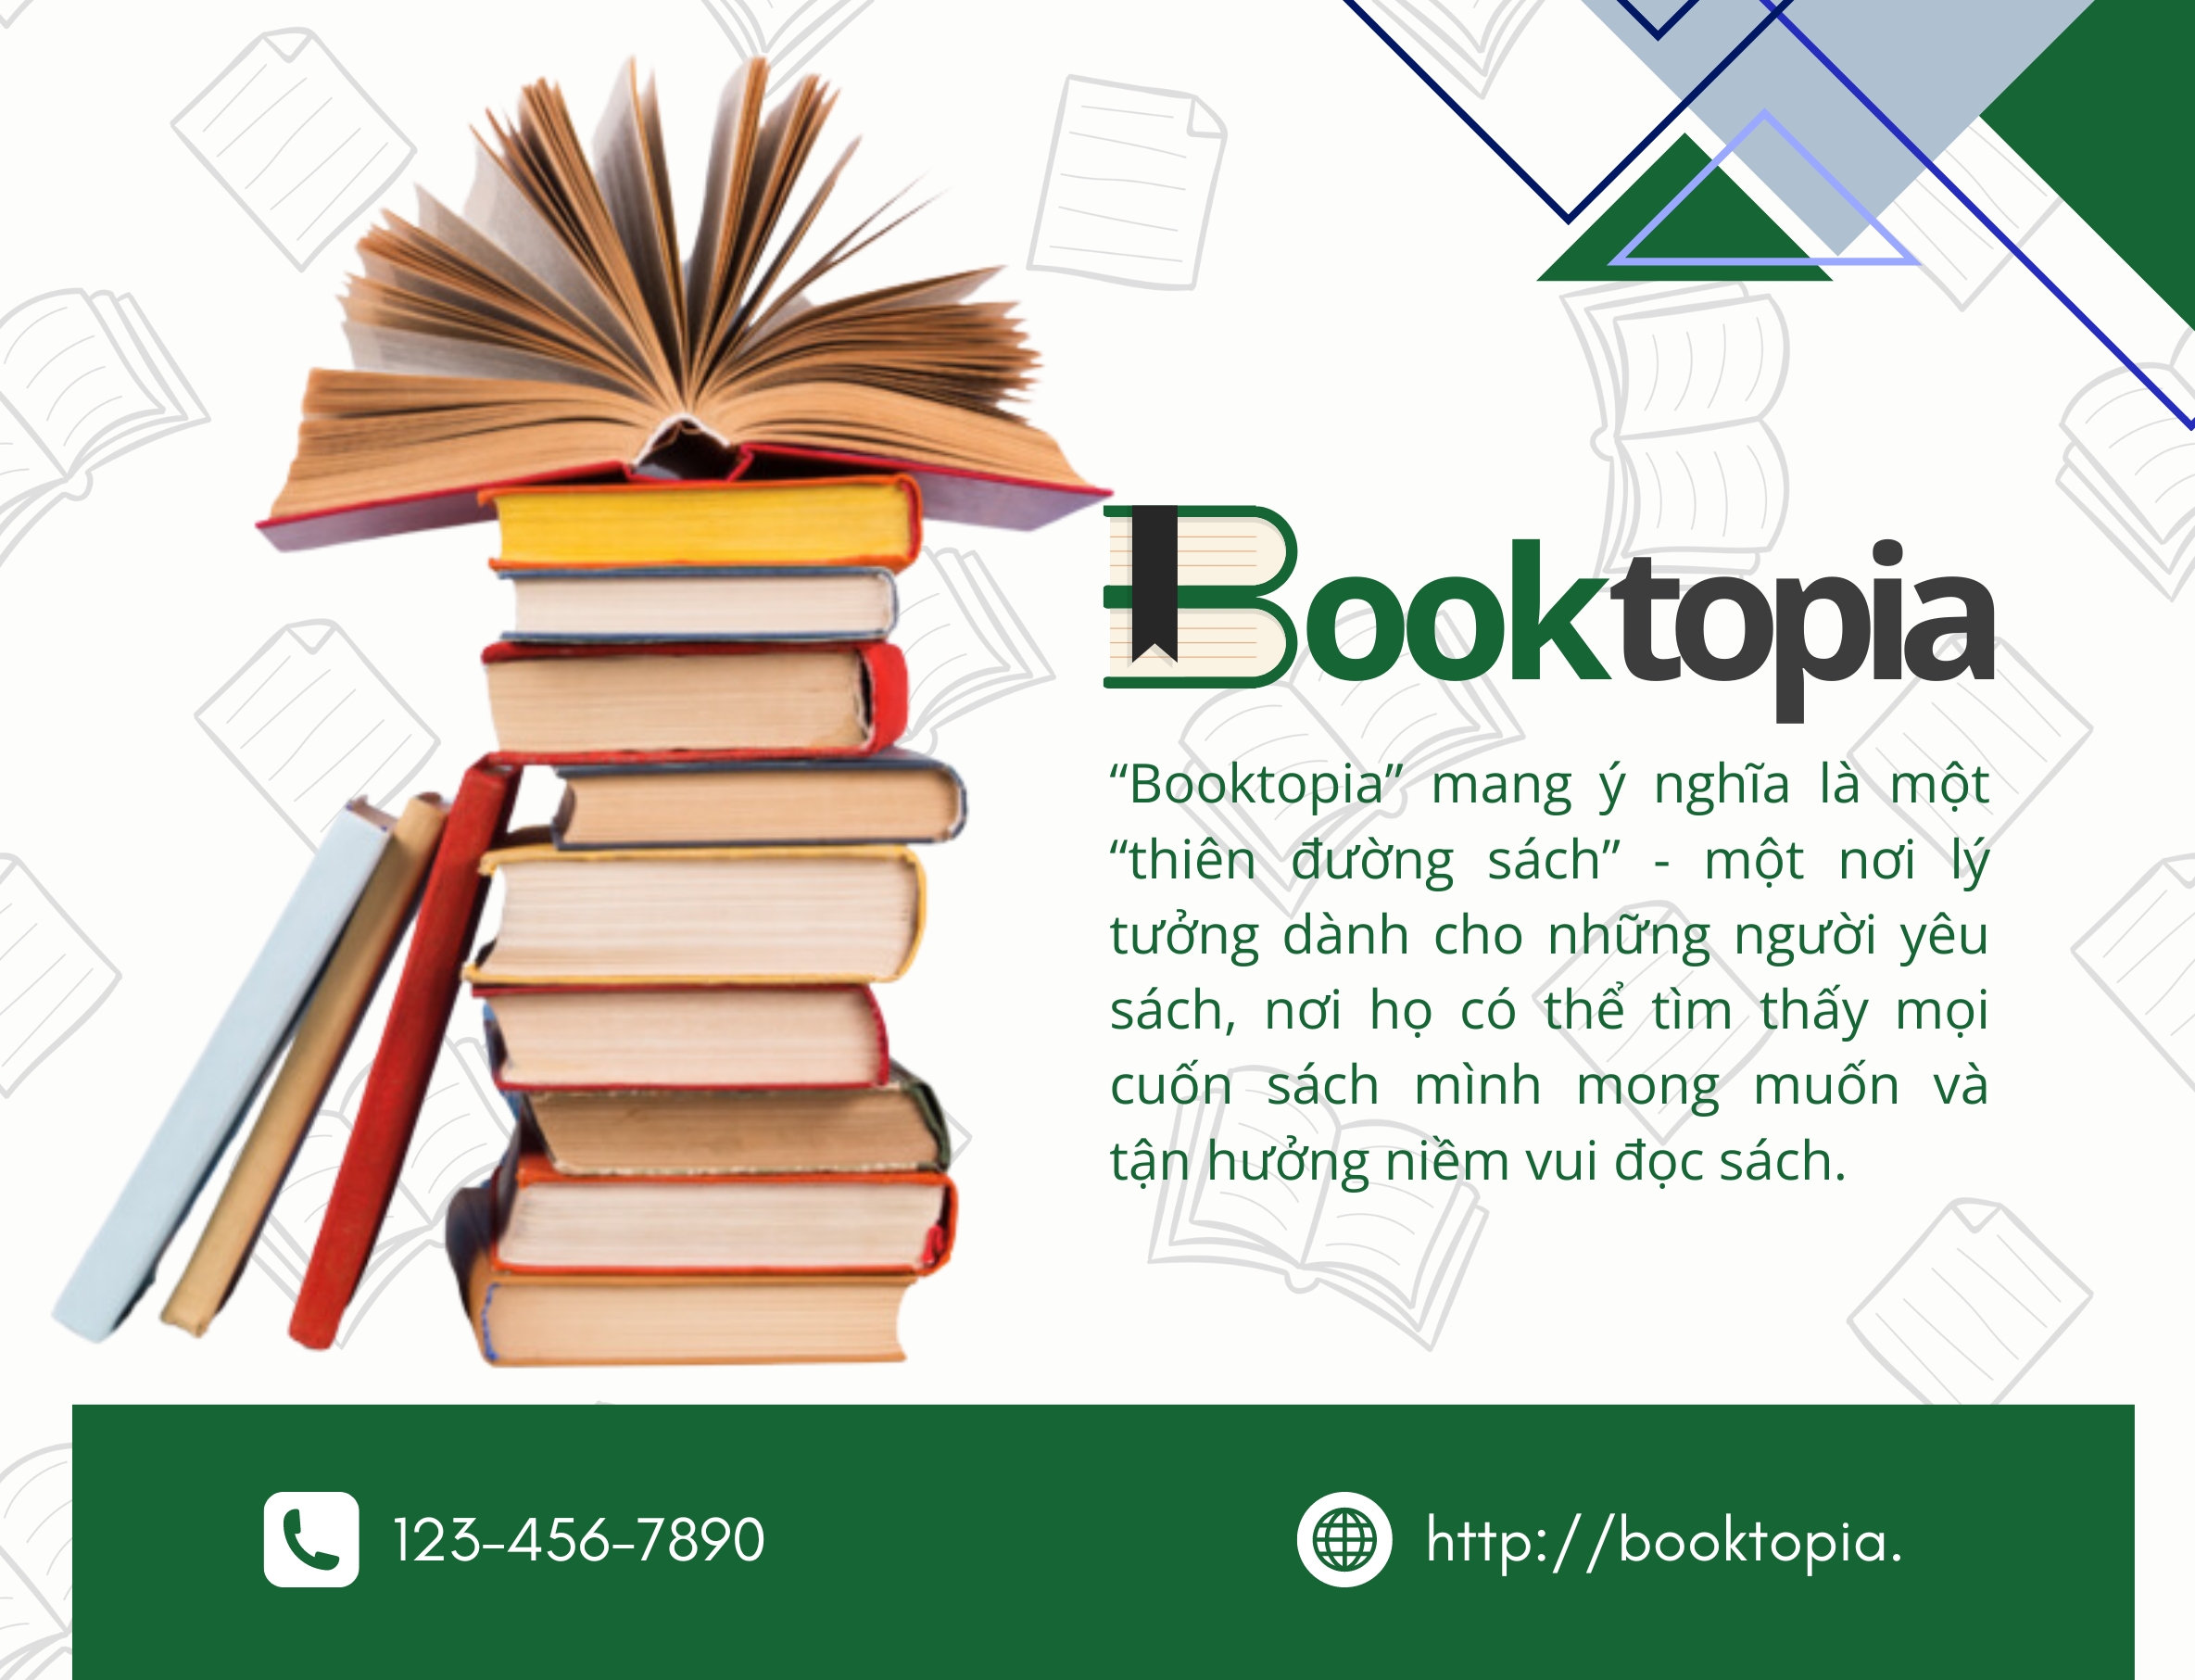 Booktopia
“Booktopia” mang ý nghĩa là một
“thiên đường sách” - một nơi lý
tưởng dành cho những người yêu
sách, nơi họ có thể tìm thấy mọi
cuốn sách mình mong muốn và
tận hưởng niềm vui đọc sách.
123-456-7890
http://booktopia.